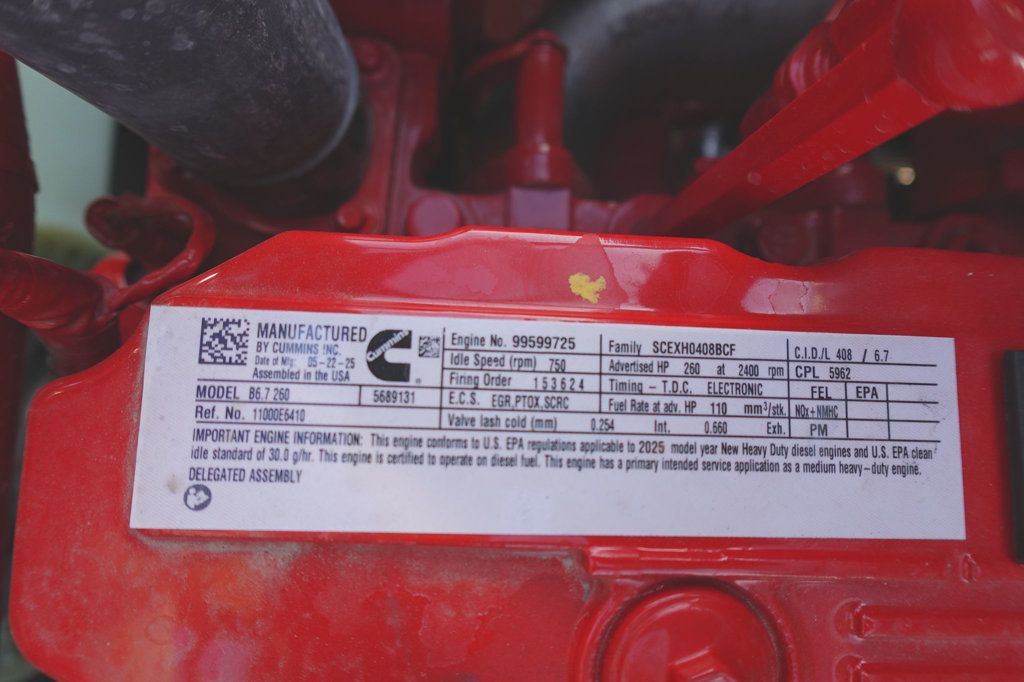 MANUFACTURED
BY CUMMINS INC.
Date of Mfg: 05-22-25
Assembled in the USA
Cummins
®
MODEL B6.7 260 5689131
Ref. No. 11000E6410
Engine No. 99599725
Idle Speed (rpm) 750
Firing Order 153624
E.C.S. EGR,PTOX,SCRC
Valve lash cold (mm) 0.254 Int. 0.660 Exh.
Family SCEXH0408BCF
Advertised HP 260 at 2400 rpm
Timing - T.D.C. ELECTRONIC
Fuel Rate at adv. HP 110 mm³/stk.
C.I.D./L 408 / 6.7
CPL 5962
FEL EPA
NOx+NMHC
PM
IMPORTANT ENGINE INFORMATION: This engine conforms to U.S. EPA regulations applicable to 2025 model year New Heavy Duty diesel engines and U.S. EPA clean
idle standard of 30.0 g/hr. This engine is certified to operate on diesel fuel. This engine has a primary intended service application as a medium heavy-duty engine.
DELEGATED ASSEMBLY